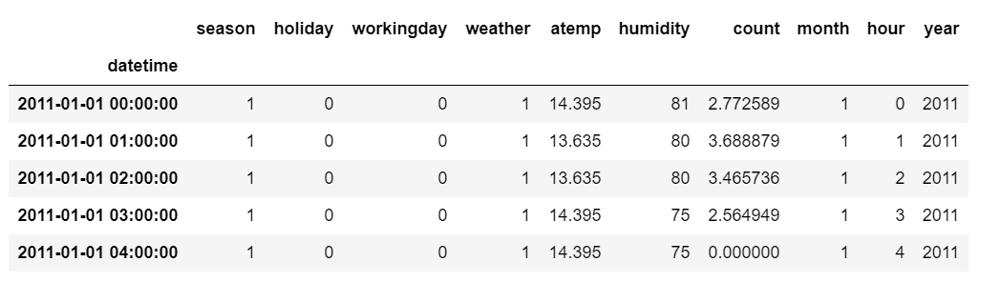 season holiday workingday weather atemp humidity count month hour year
datetime
2011-01-01 00:00:00 1 0 0 1 14.395 81 2.772589 1 0 2011
2011-01-01 01:00:00 1 0 0 1 13.635 80 3.688879 1 1 2011
2011-01-01 02:00:00 1 0 0 1 13.635 80 3.465736 1 2 2011
2011-01-01 03:00:00 1 0 0 1 14.395 75 2.564949 1 3 2011
2011-01-01 04:00:00 1 0 0 1 14.395 75 0.000000 1 4 2011